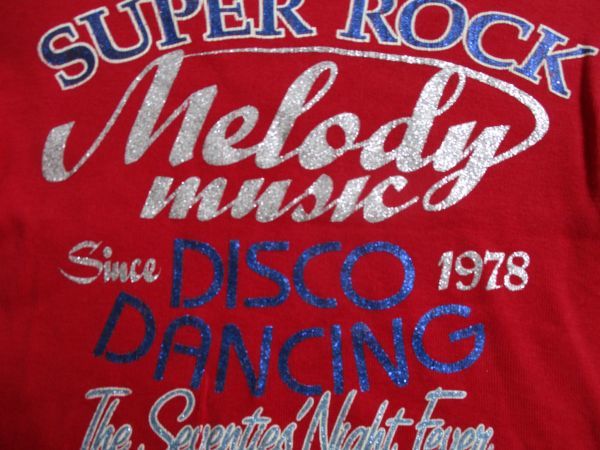 SUPER ROCK
Melody
music
Since DISCO 1978
DANCING
The Seventies' Night Fever